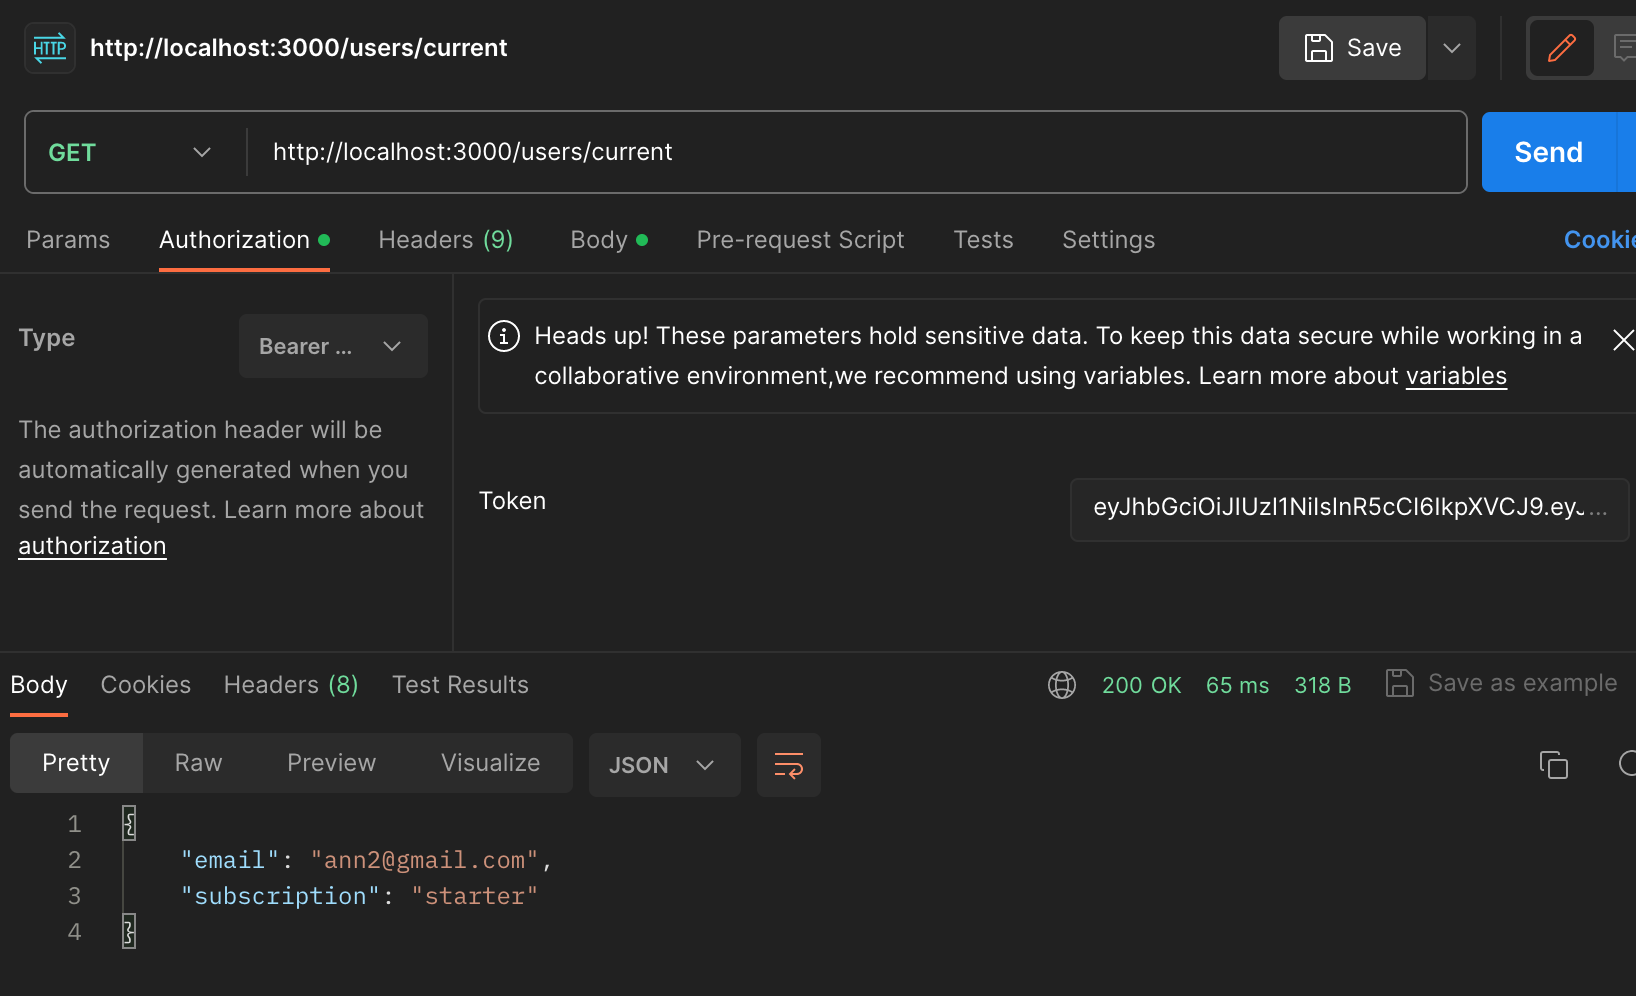 HTTP http://localhost:3000/users/current Save
GET http://localhost:3000/users/current Send
Params Authorization Headers (9) Body Pre-request Script Tests Settings Cookie
Type Bearer ...
The authorization header will be
automatically generated when you
send the request. Learn more about
authorization
Heads up! These parameters hold sensitive data. To keep this data secure while working in a
collaborative environment,we recommend using variables. Learn more about variables
Token eyJhbGciOiJIUzI1NiIsInR5cCI6IkpXVCJ9.eyJ...
Body Cookies Headers (8) Test Results 200 OK 65 ms 318 B Save as example
Pretty Raw Preview Visualize JSON
1 {
2 "email": "ann2@gmail.com",
3 "subscription": "starter"
4 }